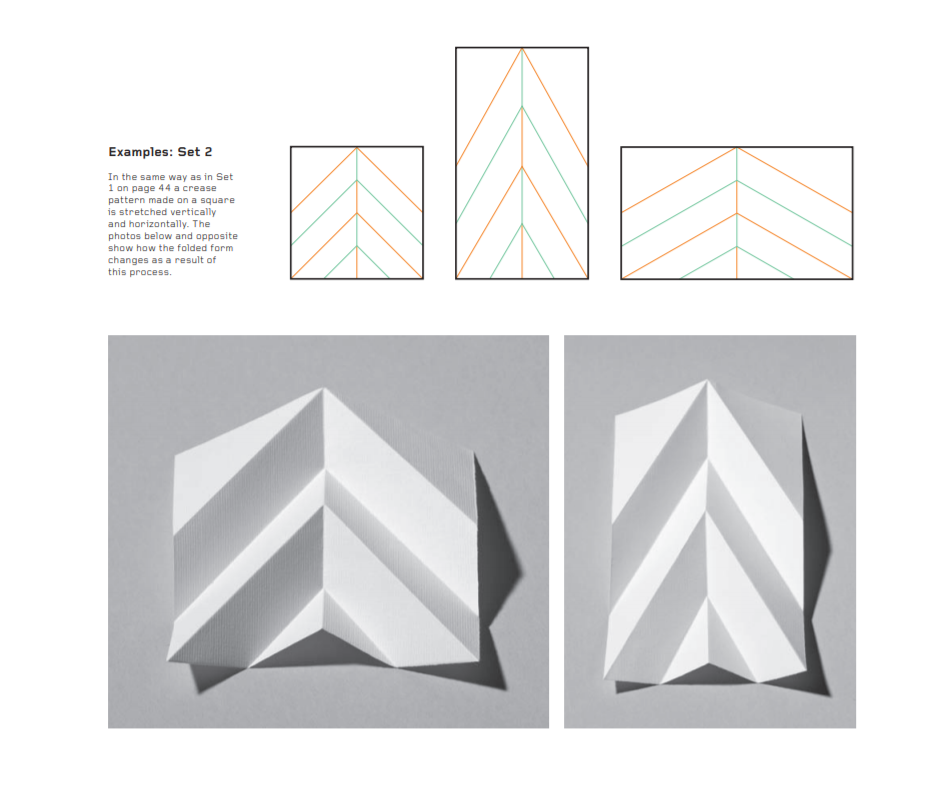 Examples: Set 2
In the same way as in Set
1 on page 44 a crease
pattern made on a square
is stretched vertically
and horizontally. The
photos below and opposite
show how the folded form
changes as a result of
this process.